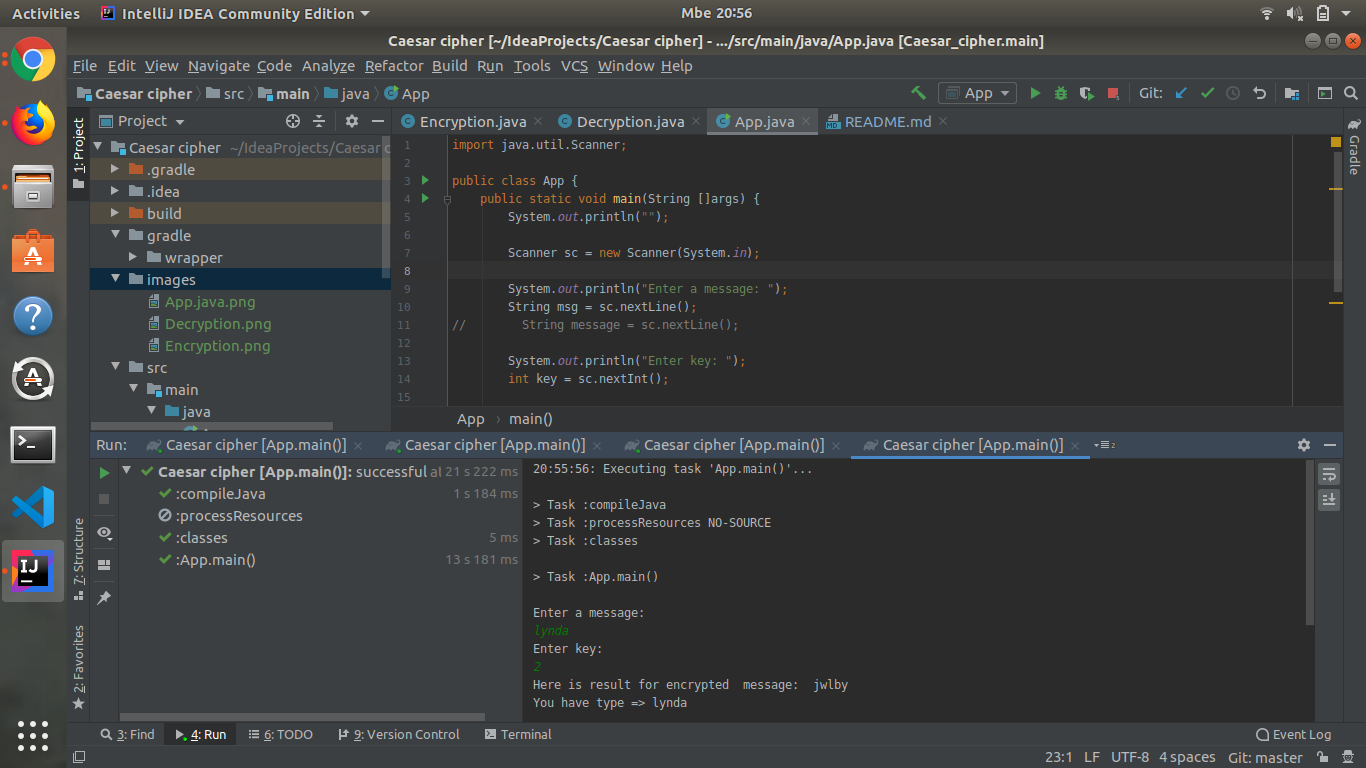 Activities IntelliJ IDEA Community Edition Mbe 20:56
Caesar cipher [~/IdeaProjects/Caesar cipher] - .../src/main/java/App.java [Caesar_cipher.main]
File Edit View Navigate Code Analyze Refactor Build Run Tools VCS Window Help
Caesar cipher src main java App App Git:
1: Project
Project
Caesar cipher ~/IdeaProjects/Caesar c
.gradle
.idea
build
gradle
wrapper
images
App.java.png
Decryption.png
Encryption.png
src
main
java
Encryption.java Decryption.java App.java README.md
Gradle
1 import java.util.Scanner;
2
3 public class App {
4 public static void main(String []args) {
5 System.out.println("");
6
7 Scanner sc = new Scanner(System.in);
8
9 System.out.println("Enter a message: ");
10 String msg = sc.nextLine();
11 // String message = sc.nextLine();
12
13 System.out.println("Enter key: ");
14 int key = sc.nextInt();
15
App main()
Run: Caesar cipher [App.main()] Caesar cipher [App.main()] Caesar cipher [App.main()] Caesar cipher [App.main()] 2
Caesar cipher [App.main()]: successful al 21 s 222 ms
:compileJava 1 s 184 ms
:processResources
:classes 5 ms
:App.main() 13 s 181 ms
7: Structure
2: Favorites
20:55:56: Executing task 'App.main()'...
> Task :compileJava
> Task :processResources NO-SOURCE
> Task :classes
> Task :App.main()
Enter a message:
lynda
Enter key:
2
Here is result for encrypted message: jwlby
You have type => lynda
3: Find 4: Run 6: TODO 9: Version Control Terminal Event Log
23:1 LF UTF-8 4 spaces Git: master